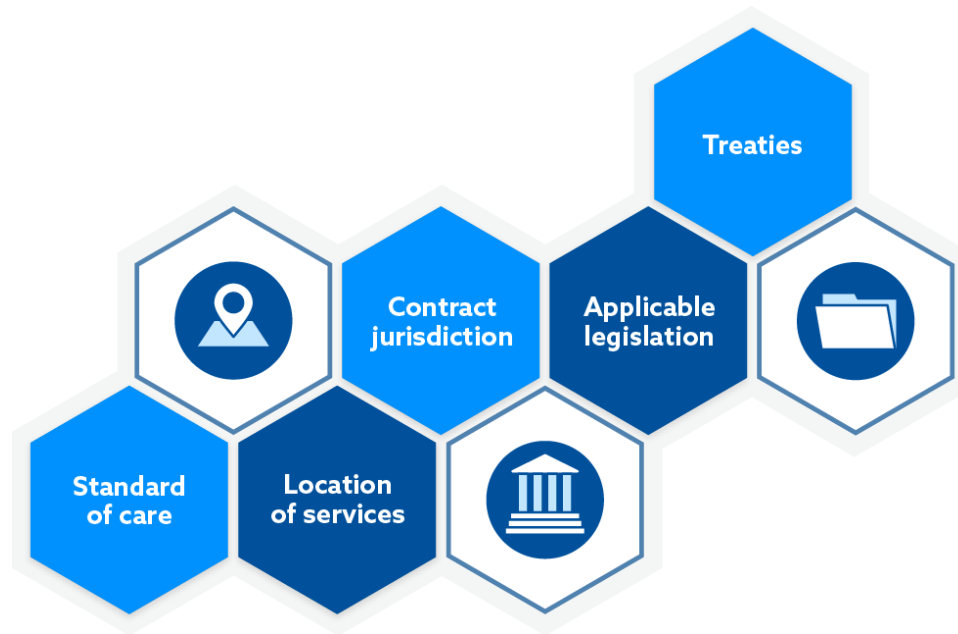 Treaties
Contract
jurisdiction
Applicable
legislation
Standard
of care
Location
of services